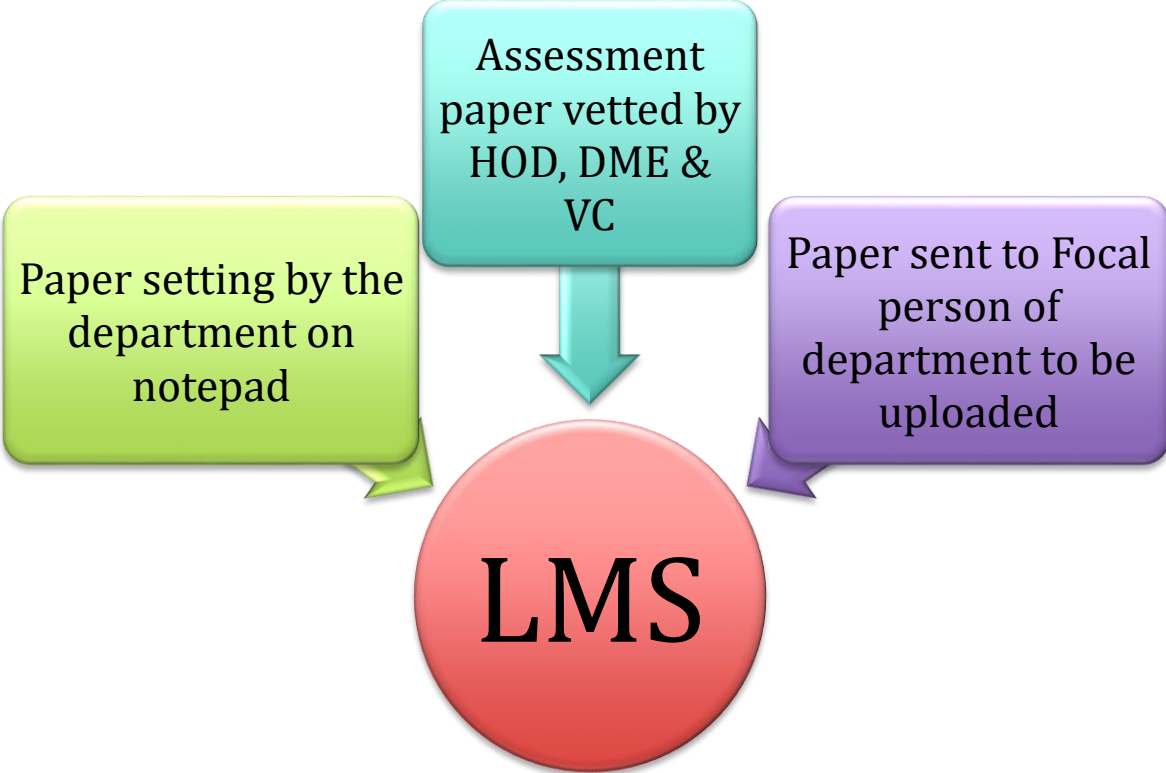 Assessment
paper vetted by
HOD, DME &
VC
Paper setting by the
department on
notepad
Paper sent to Focal
person of
department to be
uploaded
LMS